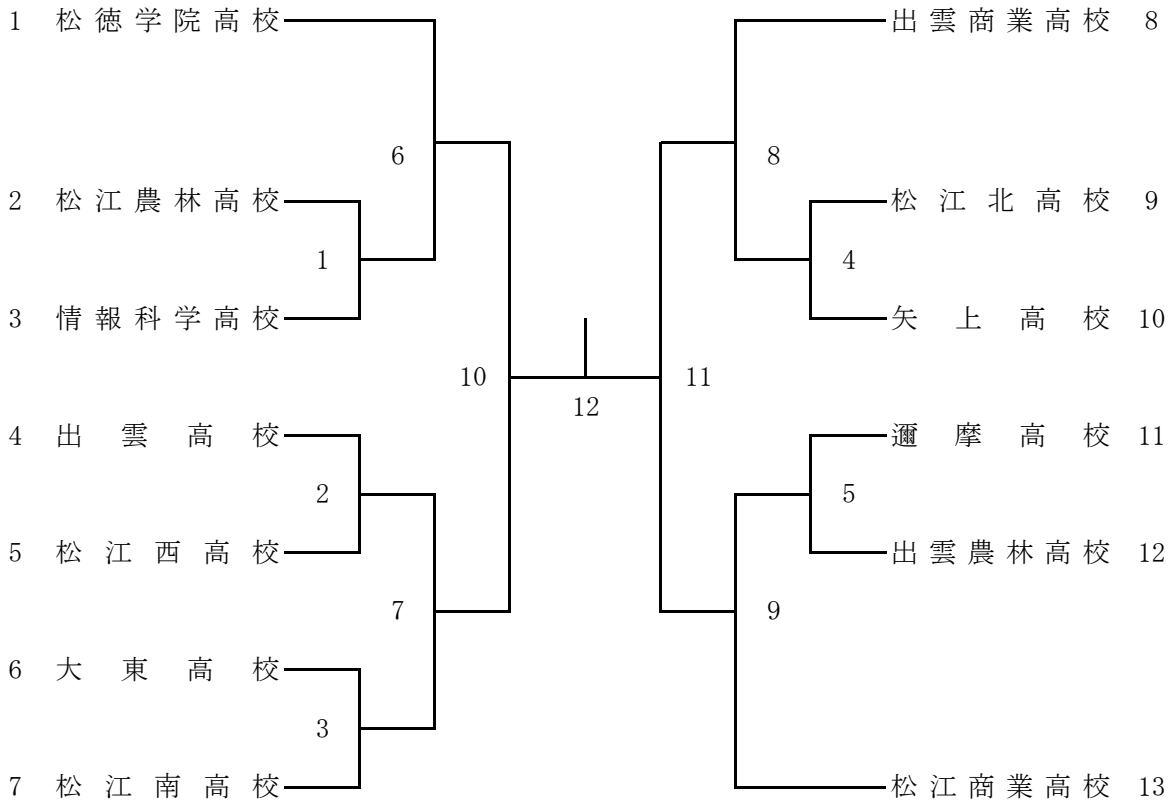 1 松徳学院高校
出雲商業高校 8
6
8
2 松江農林高校
松江北高校 9
1
4
3 情報科学高校
矢上高校 10
10
11
12
4 出雲高校
邇摩高校 11
2
5
5 松江西高校
出雲農林高校 12
7
9
6 大東高校
3
7 松江南高校
松江商業高校 13